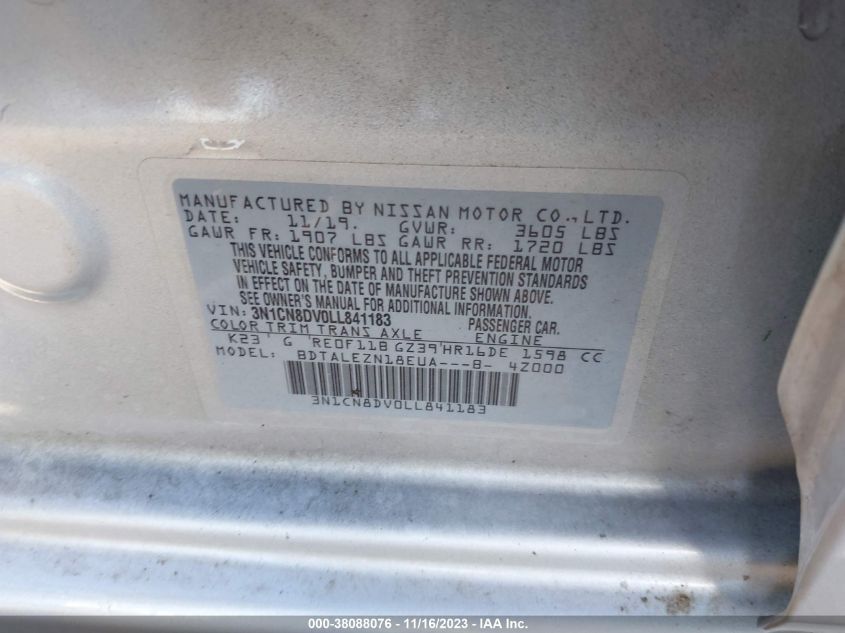 MANUFACTURED BY NISSAN MOTOR CO., LTD.
DATE: 11/19. GVWR: 3605 LBS
GAWR FR: 1907 LBS GAWR RR: 1720 LBS
THIS VEHICLE CONFORMS TO ALL APPLICABLE FEDERAL MOTOR
VEHICLE SAFETY, BUMPER AND THEFT PREVENTION STANDARDS
IN EFFECT ON THE DATE OF MANUFACTURE SHOWN ABOVE.
SEE OWNER'S MANUAL FOR ADDITIONAL INFORMATION.
VIN: 3N1CN8DV0LL841183 PASSENGER CAR.
COLOR TRIM TRANS AXLE ENGINE
K23' G 'RE0F11B GZ39'HR16DE 1598 CC
MODEL: BDTALEZN18EUA---B- 4Z000
3N1CN8DV0LL841183
000-38088076 - 11/16/2023 - COPYRIGHT IAA, Inc.